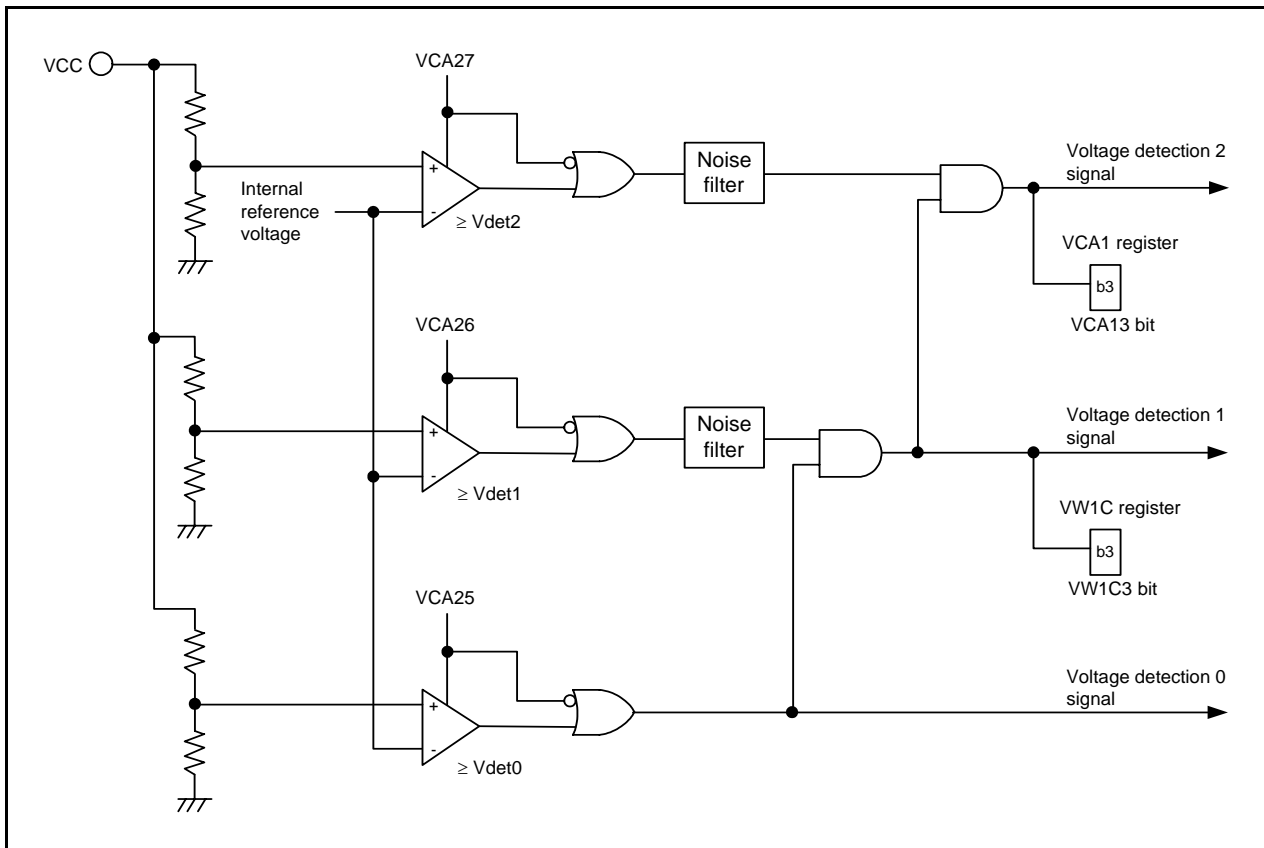 VCC
VCA27
+
-
≥ Vdet2
Internal
reference
voltage
Noise
filter
Voltage detection 2
signal
VCA1 register
b3
VCA13 bit
VCA26
+
-
≥ Vdet1
Noise
filter
Voltage detection 1
signal
VW1C register
b3
VW1C3 bit
VCA25
+
-
≥ Vdet0
Voltage detection 0
signal